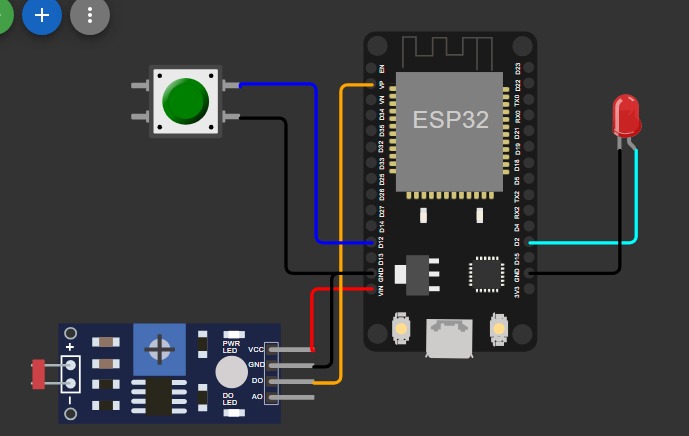 ESP32
EN
VP
VN
D34
D35
D32
D33
D25
D26
D27
D14
D12
D13
GND
VIN
D23
D22
TX0
RX0
D21
D19
D18
D5
TX2
RX2
D4
D2
D15
GND
3V3
+
−
PWR
LED
DO
LED
VCC
GND
DO
AO